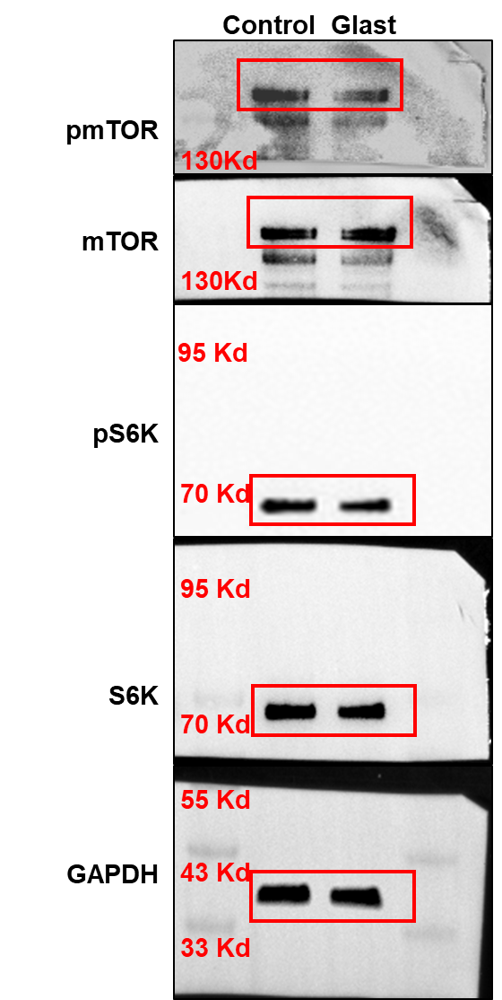 Control Glast
pmTOR
130Kd
mTOR
130Kd
95 Kd
pS6K
70 Kd
95 Kd
S6K
70 Kd
55 Kd
GAPDH
43 Kd
33 Kd